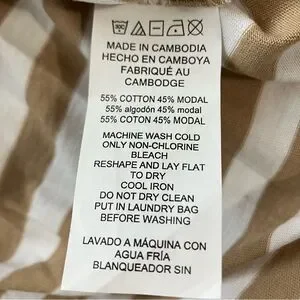 30C
MADE IN CAMBODIA
HECHO EN CAMBOYA
FABRIQUÉ AU
CAMBODGE
55% COTTON 45% MODAL
55% algodón 45% modal
55% COTON 45% MODAL
MACHINE WASH COLD
ONLY NON-CHLORINE
BLEACH
RESHAPE AND LAY FLAT
TO DRY
COOL IRON
DO NOT DRY CLEAN
PUT IN LAUNDRY BAG
BEFORE WASHING
LAVADO A MÁQUINA CON
AGUA FRÍA
BLANQUEADOR SIN